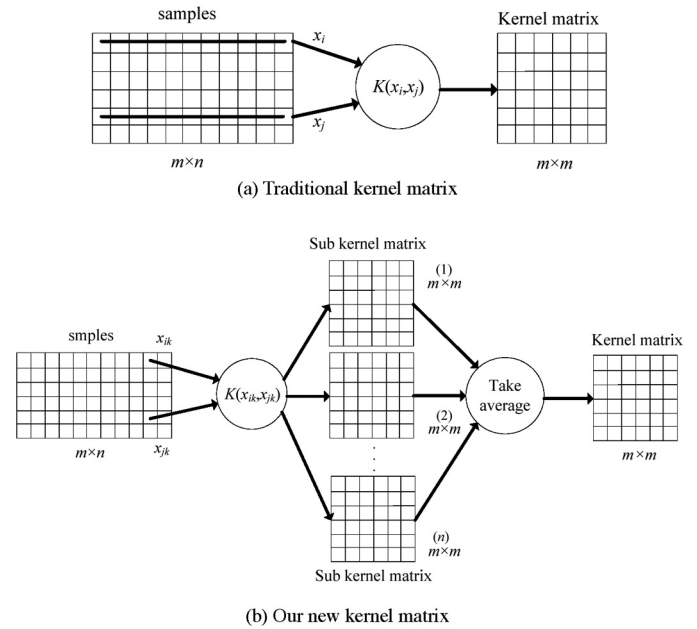 samples
Kernel matrix
xi
K(xi,xj)
xj
m×n
m×m
(a) Traditional kernel matrix
Sub kernel matrix
(1)
m×m
smples
xik
Kernel matrix
K(xik,xjk)
Take
average
(2)
m×m
m×n
xjk
m×m
.
.
.
(n)
m×m
Sub kernel matrix
(b) Our new kernel matrix